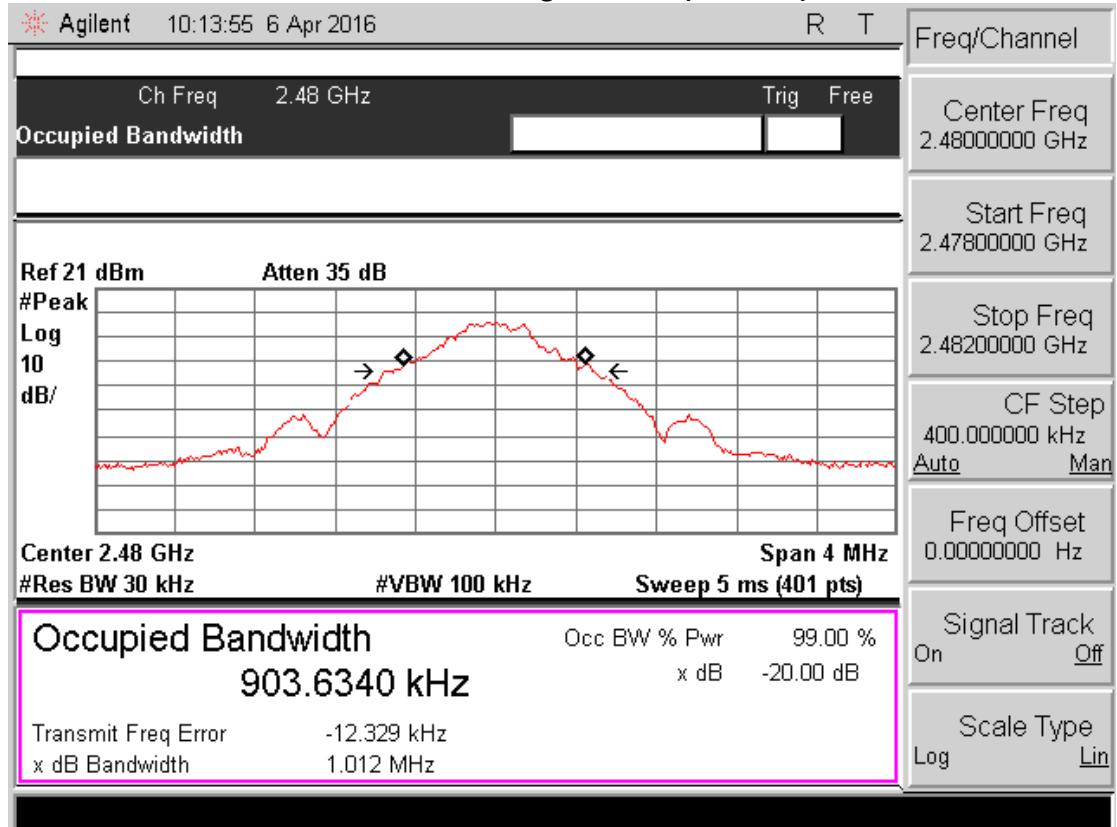 Agilent 10:13:55 6 Apr 2016 R T
Freq/Channel
Ch Freq 2.48 GHz Trig Free
Occupied Bandwidth
Center Freq
2.48000000 GHz
Start Freq
2.47800000 GHz
Ref 21 dBm Atten 35 dB
#Peak
Log
10
dB/
Stop Freq
2.48200000 GHz
CF Step
400.000000 kHz
Auto Man
Center 2.48 GHz Span 4 MHz
#Res BW 30 kHz #VBW 100 kHz Sweep 5 ms (401 pts)
Freq Offset
0.00000000 Hz
Occupied Bandwidth Occ BW % Pwr 99.00 %
903.6340 kHz x dB -20.00 dB
Transmit Freq Error -12.329 kHz
x dB Bandwidth 1.012 MHz
Signal Track
On Off
Scale Type
Log Lin